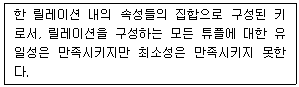 한 릴레이션 내의 속성들의 집합으로 구성된 키
로서, 릴레이션을 구성하는 모든 튜플에 대한 유
일성은 만족시키지만 최소성은 만족시키지 못한
다.